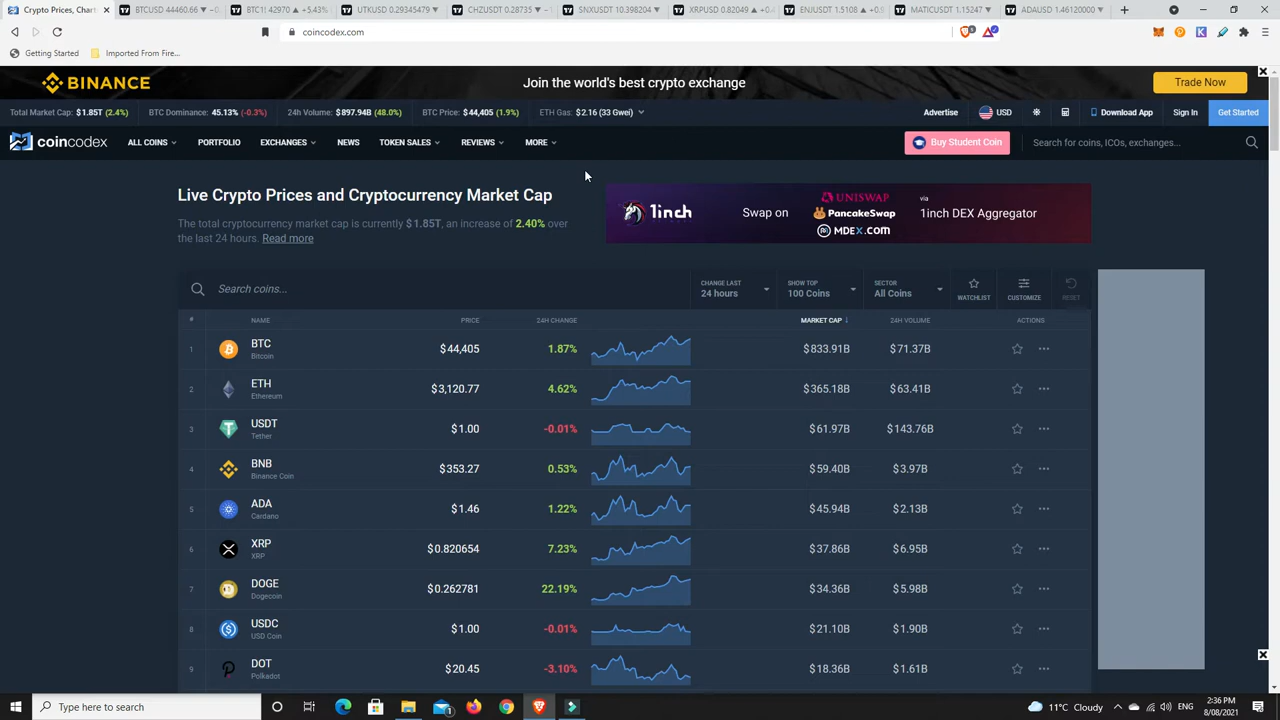 Crypto Prices, Chart
BTCUSD 44460.66
BTC1! 42970 ▲ +5.43%
UTKUSD 0.29345479
CHZUSDT 0.28735 ▼
SNXUSDT 10.398204
XRPUSD 0.82049 ▲ +0.
ENJUSDT 1.5108 ▲ +0.
MATICUSDT 1.15247
ADAUSD 1.46120000
coincodex.com
Getting Started
Imported From Fire...
BINANCE
Join the world's best crypto exchange
Trade Now
Total Market Cap: $1.85T (2.4%)
BTC Dominance: 45.13% (-0.3%)
24h Volume: $897.94B (48.0%)
BTC Price: $44,405 (1.9%)
ETH Gas: $2.16 (33 Gwei)
Advertise
USD
Download App
Sign In
Get Started
coincodex
ALL COINS
PORTFOLIO
EXCHANGES
NEWS
TOKEN SALES
REVIEWS
MORE
Buy Student Coin
Search for coins, ICOs, exchanges...
Live Crypto Prices and Cryptocurrency Market Cap
The total cryptocurrency market cap is currently $1.85T, an increase of 2.40% over
the last 24 hours. Read more
1inch
Swap on
UNISWAP
PancakeSwap
MDEX.COM
via
1inch DEX Aggregator
Search coins...
CHANGE LAST
24 hours
SHOW TOP
100 Coins
SECTOR
All Coins
WATCHLIST
CUSTOMIZE
RESET
# NAME PRICE 24H CHANGE MARKET CAP 24H VOLUME ACTIONS
1 BTC $44,405 1.87% $833.91B $71.37B
Bitcoin
2 ETH $3,120.77 4.62% $365.18B $63.41B
Ethereum
3 USDT $1.00 -0.01% $61.97B $143.76B
Tether
4 BNB $353.27 0.53% $59.40B $3.97B
Binance Coin
5 ADA $1.46 1.22% $45.94B $2.13B
Cardano
6 XRP $0.820654 7.23% $37.86B $6.95B
XRP
7 DOGE $0.262781 22.19% $34.36B $5.98B
Dogecoin
8 USDC $1.00 -0.01% $21.10B $1.90B
USD Coin
9 DOT $20.45 -3.10% $18.36B $1.61B
Polkadot
Type here to search
11°C Cloudy
ENG
2:36 PM
8/08/2021